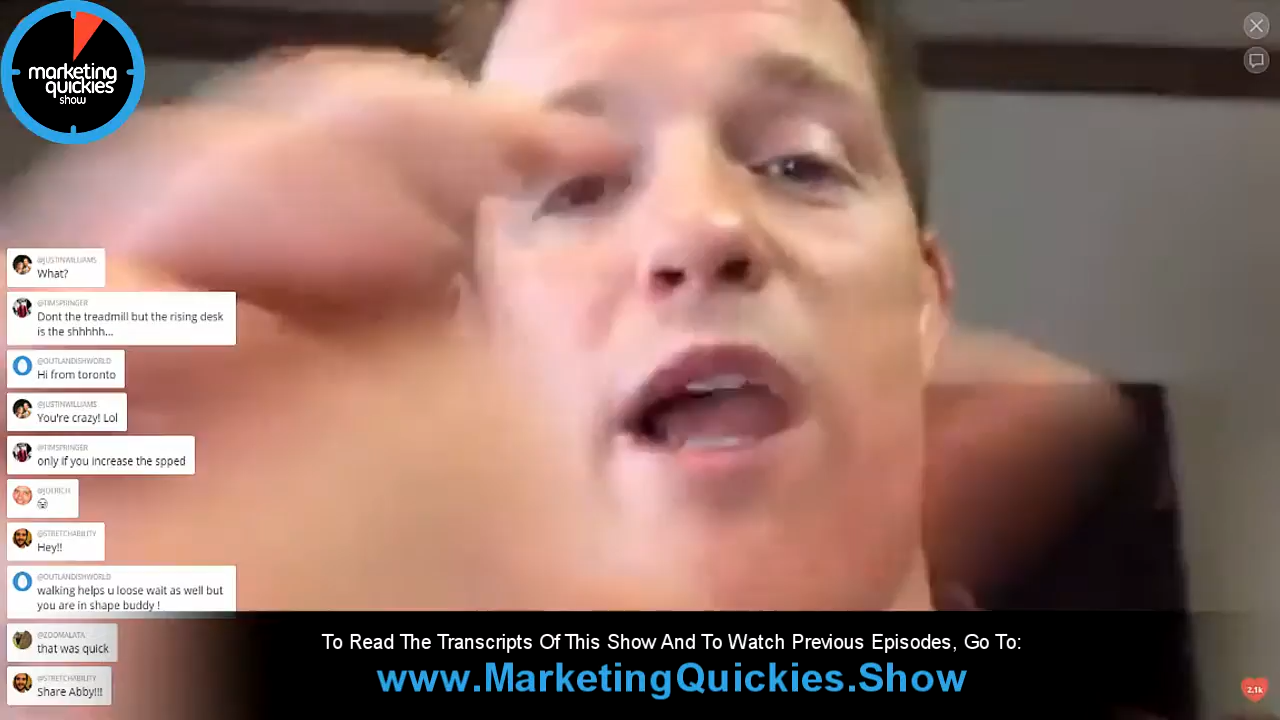 marketing
quickies
show
@JUSTINWILLIAMS
What?
@TIMSPRINGER
Dont the treadmill but the rising desk
is the shhhhh...
@OUTLANDISHWORLD
Hi from toronto
@JUSTINWILLIAMS
You're crazy! Lol
@TIMSPRINGER
only if you increase the spped
@STRETCHABILITY
Hey!!
@OUTLANDISHWORLD
walking helps u loose wait as well but
you are in shape buddy !
@ZOOMALATA
that was quick
@STRETCHABILITY
Share Abby!!!
To Read The Transcripts Of This Show And To Watch Previous Episodes, Go To:
www.MarketingQuickies.Show
2.1k